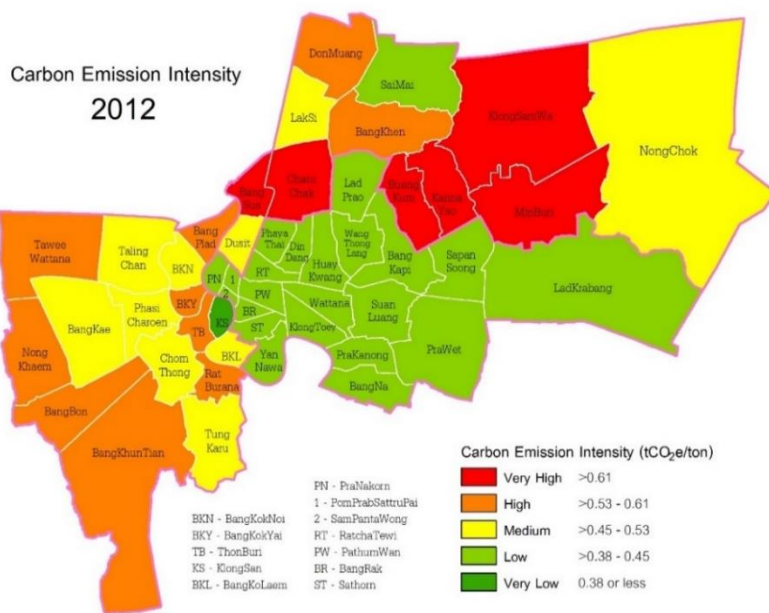 Carbon Emission Intensity
2012
DonMuang
SaiMai
LakSi
BangKhen
KlongSamWa
NongChok
Bang
Sue
Chatu
Chak
Lad
Prao
Buang
Kum
Kanna
Yao
MinBuri
Tawee
Wattana
Taling
Chan
BKN
Bang
Plad
Dusit
Phaya
Thai
Din
Dang
Huay
Kwang
Wang
Thong
Lang
Bang
Kapi
Sapan
Soong
LadKrabang
BangKae
Phasi
Charoen
BKY
PN
1
2
RT
PW
BR
ST
Wattana
Suan
Luang
KlongToey
PraWet
Nong
Khaem
Chom
Thong
TB
KS
BKL
Yan
Nawa
PraKanong
BangNa
Rat
Burana
BangBon
BangKhunTian
Tung
Karu
BKN - BangKokNoi
BKY - BangKokYai
TB - ThonBuri
KS - KlongSan
BKL - BangKoLaem
PN - PraNakorn
1 - PomPrabSattruPai
2 - SamPantaWong
RT - RatchaTewi
PW - PathumWan
BR - BangRak
ST - Sathorn
Carbon Emission Intensity (tCO₂e/ton)
Very High >0.61
High >0.53 - 0.61
Medium >0.45 - 0.53
Low >0.38 - 0.45
Very Low 0.38 or less